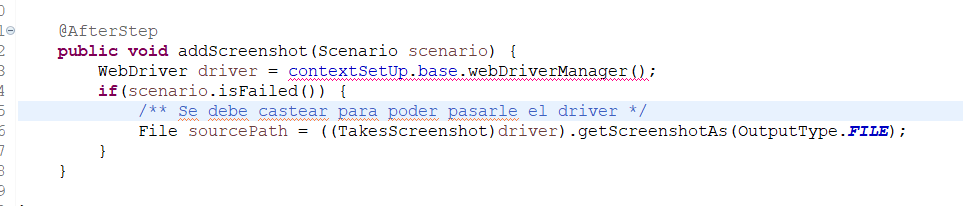 @AfterStep
public void addScreenshot(Scenario scenario) {
WebDriver driver = contextSetUp.base.webDriverManager();
if(scenario.isFailed()) {
/** Se debe castear para poder pasarle el driver */
File sourcePath = ((TakesScreenshot)driver).getScreenshotAs(OutputType.FILE);
}
}